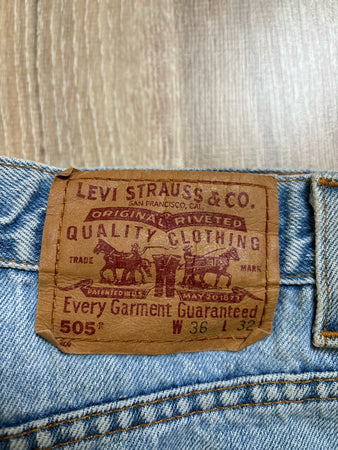 LEVI STRAUSS & CO.
SAN FRANCISCO, CAL.
ORIGINAL RIVETED
QUALITY CLOTHING
TRADE MARK
PATENTED IN U.S. MAY 20 1873
Every Garment Guaranteed
505® W 36 L 32